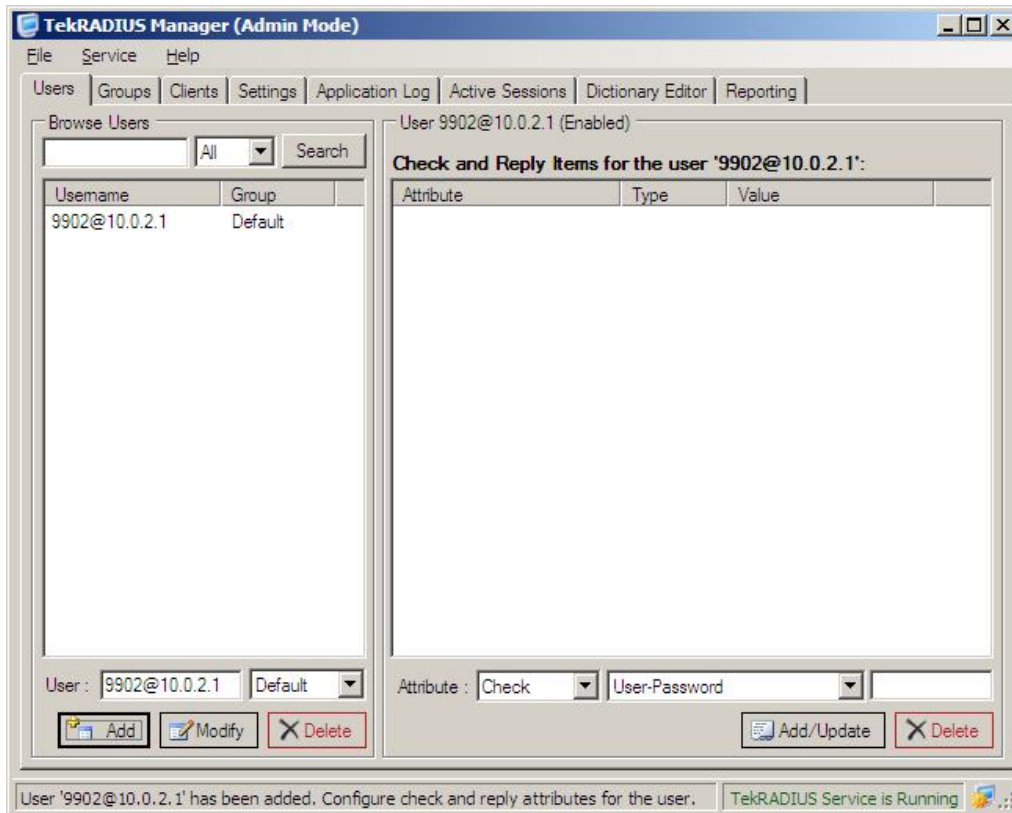 TekRADIUS Manager (Admin Mode)
File Service Help
Users Groups Clients Settings Application Log Active Sessions Dictionary Editor Reporting
Browse Users
All Search
Username Group
9902@10.0.2.1 Default
User : 9902@10.0.2.1 Default
Add Modify Delete
User 9902@10.0.2.1 (Enabled)
Check and Reply Items for the user '9902@10.0.2.1':
Attribute Type Value
Attribute : Check User-Password
Add/Update Delete
User '9902@10.0.2.1' has been added. Configure check and reply attributes for the user. TekRADIUS Service is Running